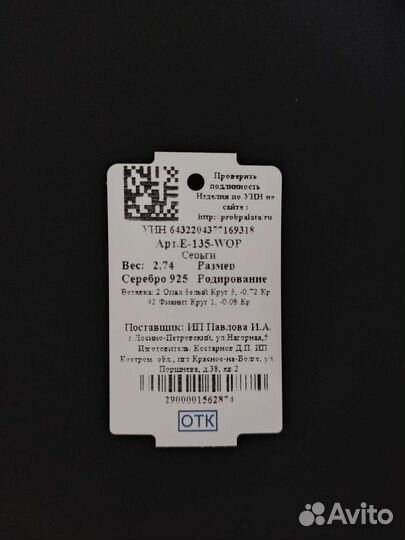 Проверить
подлинность
Изделия по УИН на
сайте :
http: probpalata.ru
УИН 6432204377169318
Арт.E-135-WOP
Серьги
Вес: 2.74 Размер
Серебро 925 Родирование
Вставка: 2 Опал белый Круг 5, -0.72 Кр
42 Фианит Круг 1, -0.08 Кр
Поставщик: ИП Павлова И.А.
г.Лосино-Петровский, ул.Нагорная,5
Изготовитель: Костарнов Д.П. ИП
Костром. обл., пгт Красное-на-Волге, ул
Поршнева, д.38, кв.2
2900001562874
ОТК
Avito